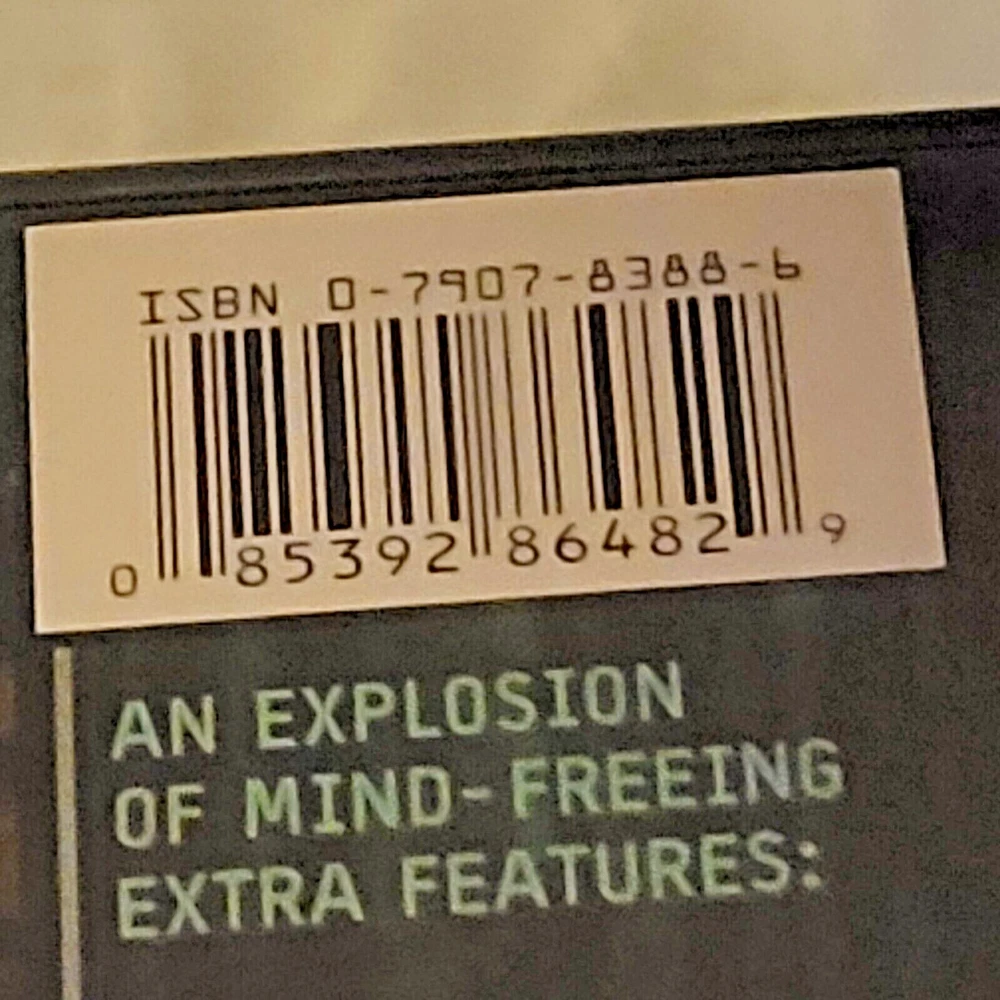 ISBN 0-7907-8388-6
0 85392 86482 9
AN EXPLOSION
OF MIND-FREEING
EXTRA FEATURES: